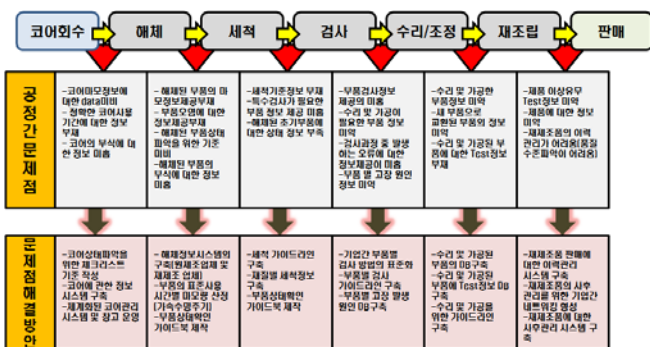 코어회수
해체
세척
검사
수리/조정
재조립
판매
공정간문제점
-코어마모정보에
대한 data미비
-정확한 코어사용
기간에 대한 정보
부재
-코어의 부식에 대
한 정보 미흡
-해체된 부품의 마
모정보제공부재
-부품오염에 대한
정보제공부재
-해체된 부품상태
파악을 위한 기준
미비
-해체된 부품의
부식에 대한 정보
미흡
-세척기준정보 부재
-특수검사가 필요한
부품 정보 제공 미흡
-해체된 초기부품에
대한 상태 정보 부족
-부품검사정보
제공의 미흡
-수리 및 가공이
필요한 부품 정보
미약
-검사과정 중 발생
하는 오류에 대한
정보제공이 미흡
-부품 별 고장 원인
정보 미약
-수리 및 가공한
부품정보 미약
-새 부품으로
교환된 부품의 정보
미약
-수리 및 가공된 부
품에 대한 Test정보
부재
-제품 이상유무
Test정보 미약
-제품에 대한 정보
미약
-재제조품의 이력
관리가 어려움(품질
수준파악이 어려움)
문제점해결방안
-코어상태파악을
위한 체크리스트
기준 작성
-코어에 관한 정보
시스템 구축
-체계화된 코어관리
시스템 및 창고 운영
-해체정보시스템의
구축(원제조업체 및
재제조 업체)
-부품의 표준사용
시간별 마모량 산정
(가속수명주기)
-부품상태확인
가이드북 제작
-세척 가이드라인
구축
-재질별 세척정보
구축
-부품상태확인
가이드북 제작
-기업간 부품별
검사 방법의 표준화
-부품별 검사
가이드라인 구축
-부품별 고장 발생
원인 DB구축
-수리 및 가공된
부품의 DB구축
-수리 및 가공된
부품에 Test정보 Db
구축
-수리 및 가공을
위한 가이드라인
구축
-재제조품 판매에
대한 이력관리
시스템 구축
-재제조품의 사후
관리를 위한 기업간
네트워킹 형성
-재제조품에 대한
사후관리 시스템 구
축